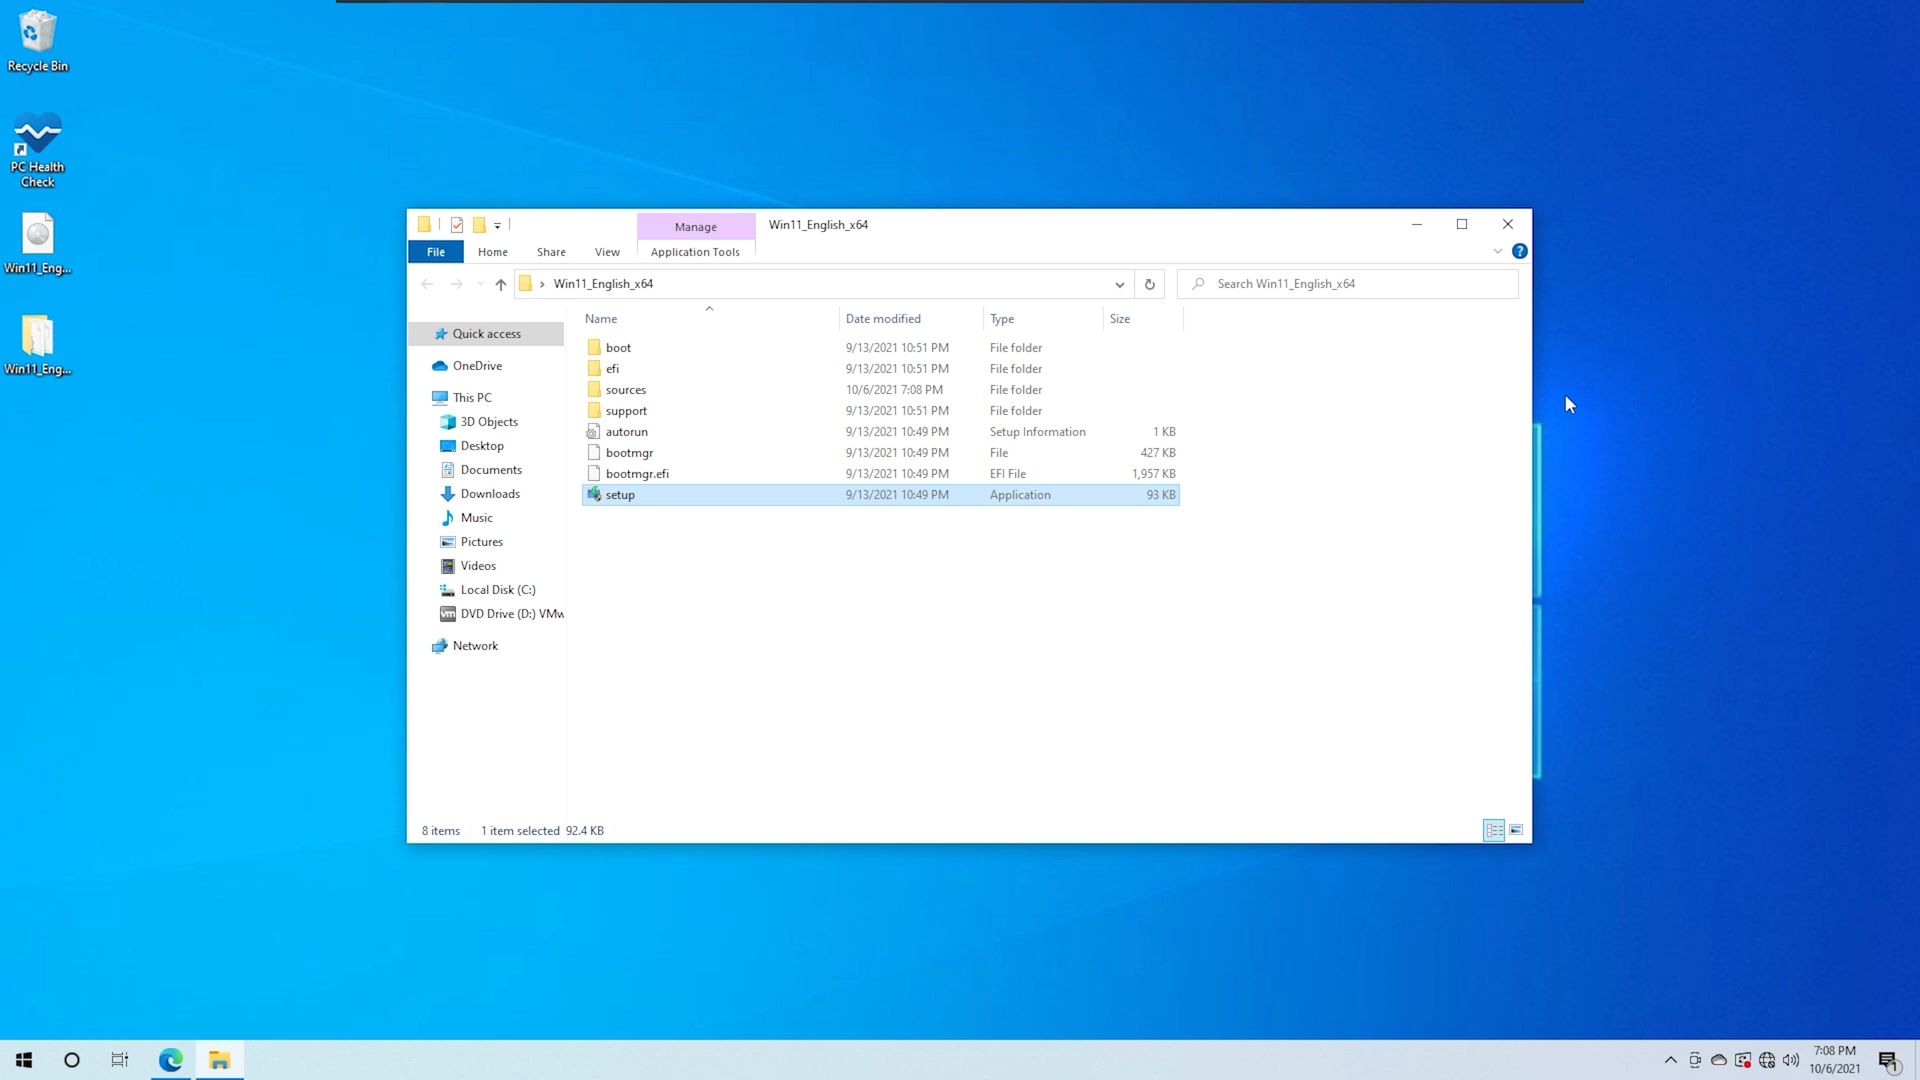 Recycle Bin
PC Health
Check
Win11_Eng...
Win11_Eng...
Manage
Win11_English_x64
File
Home
Share
View
Application Tools
Win11_English_x64
Search Win11_English_x64
Name
Date modified
Type
Size
Quick access
OneDrive
This PC
3D Objects
Desktop
Documents
Downloads
Music
Pictures
Videos
Local Disk (C:)
DVD Drive (D:) VMw
Network
boot 9/13/2021 10:51 PM File folder
efi 9/13/2021 10:51 PM File folder
sources 10/6/2021 7:08 PM File folder
support 9/13/2021 10:51 PM File folder
autorun 9/13/2021 10:49 PM Setup Information 1 KB
bootmgr 9/13/2021 10:49 PM File 427 KB
bootmgr.efi 9/13/2021 10:49 PM EFI File 1,957 KB
setup 9/13/2021 10:49 PM Application 93 KB
8 items 1 item selected 92.4 KB
vm
7:08 PM
10/6/2021
1